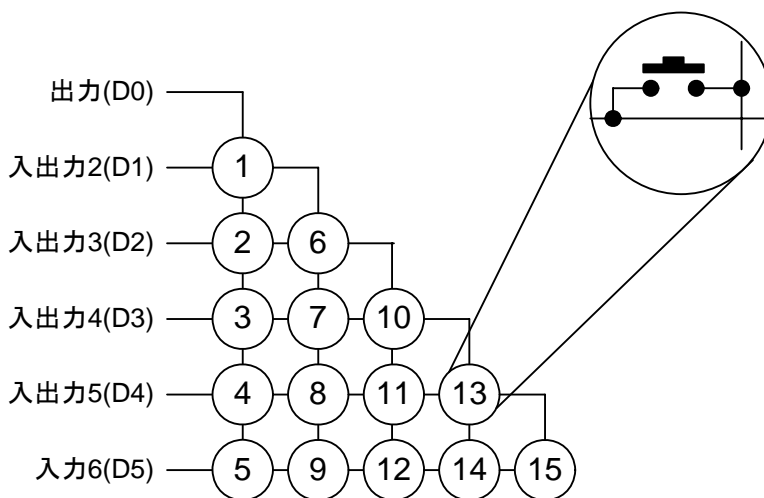 出力(D0)
入出力2(D1) 1
入出力3(D2) 2 6
入出力4(D3) 3 7 10
入出力5(D4) 4 8 11 13
入力6(D5) 5 9 12 14 15